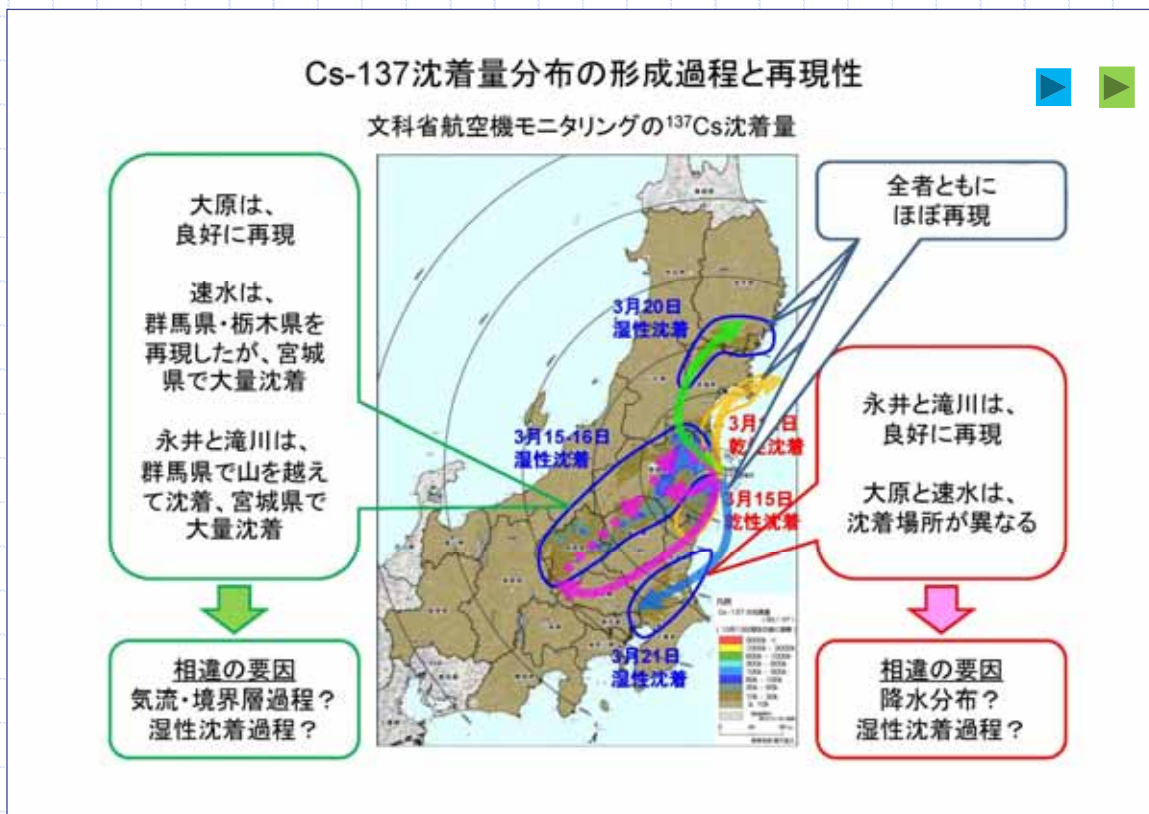 Cs-137沈着量分布の形成過程と再現性
文科省航空機モニタリングの¹³⁷Cs沈着量
大原は、
良好に再現
速水は、
群馬県・栃木県を
再現したが、宮城
県で大量沈着
永井と滝川は、
群馬県で山を越え
て沈着、宮城県で
大量沈着
相違の要因
気流・境界層過程？
湿性沈着過程？
3月20日
湿性沈着
3月15-16日
湿性沈着
乾性沈着
3月15日
乾性沈着
3月21日
湿性沈着
全者ともに
ほぼ再現
永井と滝川は、
良好に再現
大原と速水は、
沈着場所が異なる
相違の要因
降水分布？
湿性沈着過程？
凡例